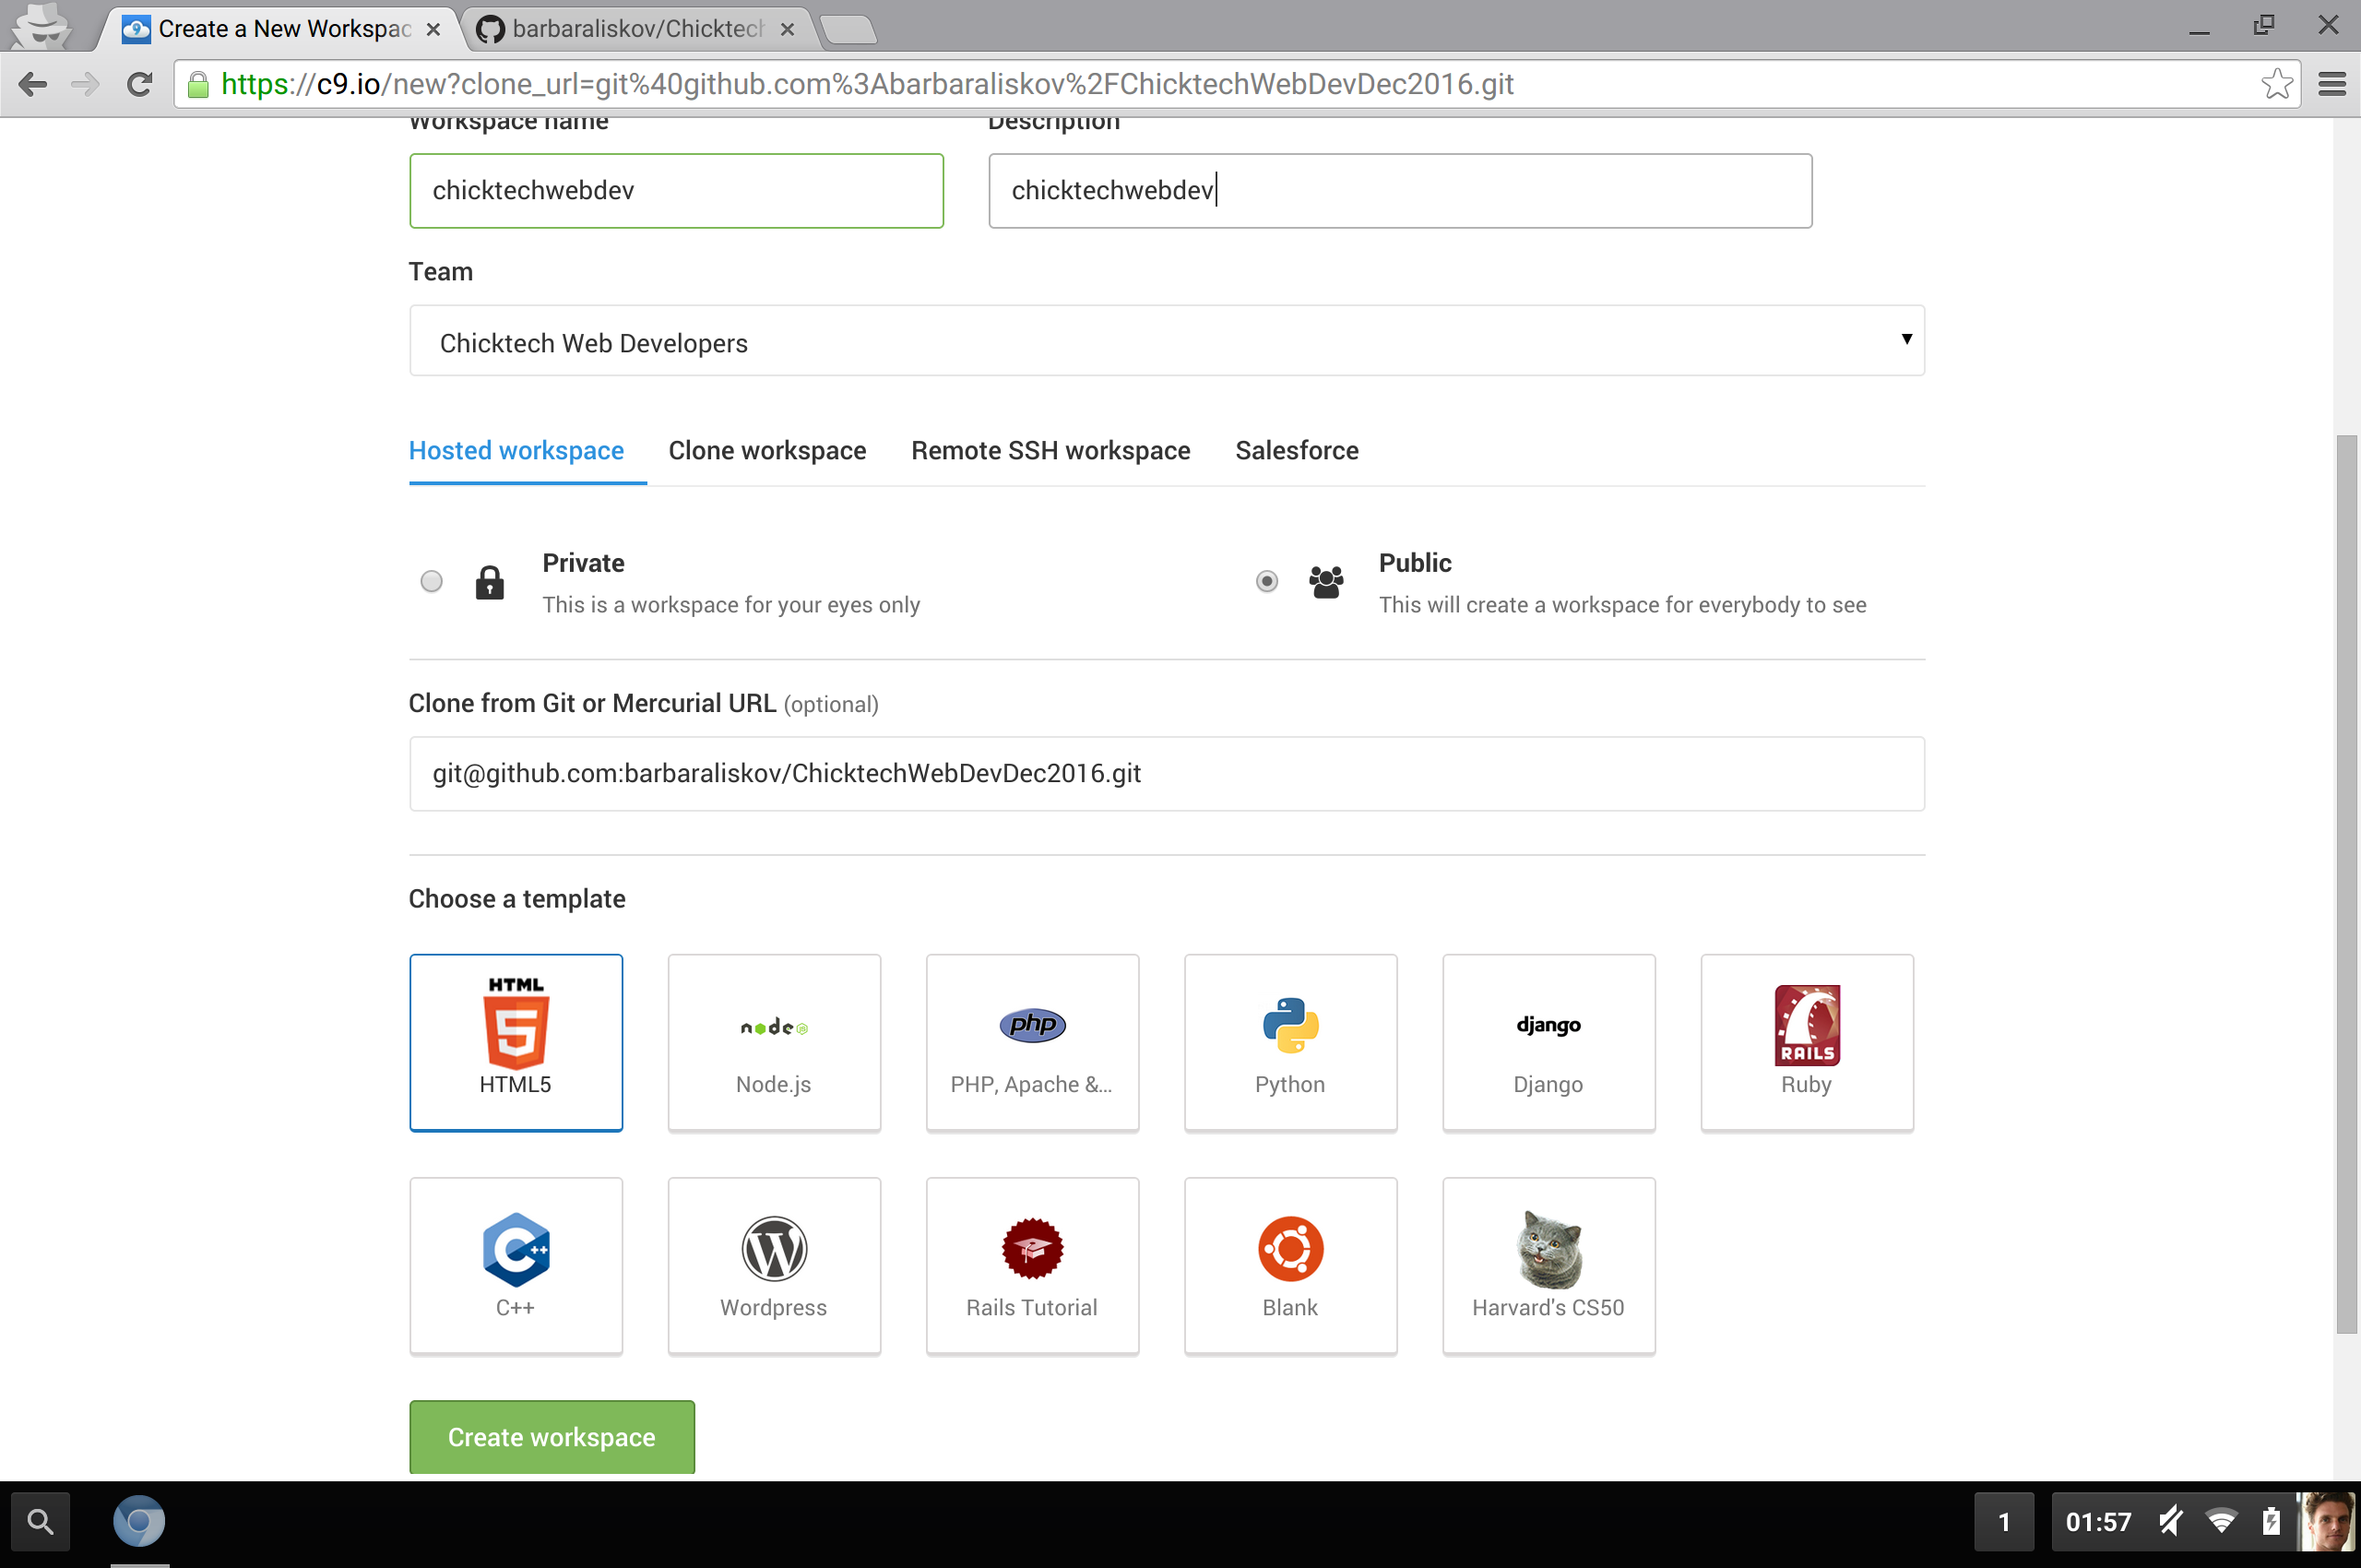 Create a New Workspac
barbaraliskov/Chicktech
https://c9.io/new?clone_url=git%40github.com%3Abarbaraliskov%2FChicktechWebDevDec2016.git
Workspace name Description
chicktechwebdev chicktechwebdev
Team
Chicktech Web Developers
Hosted workspace Clone workspace Remote SSH workspace Salesforce
Private Public
This is a workspace for your eyes only This will create a workspace for everybody to see
Clone from Git or Mercurial URL (optional)
git@github.com:barbaraliskov/ChicktechWebDevDec2016.git
Choose a template
HTML
5 node JS php django RAILS
HTML5 Node.js PHP, Apache &... Python Django Ruby
C++ W
C++ Wordpress Rails Tutorial Blank Harvard's CS50
Create workspace
1 01:57